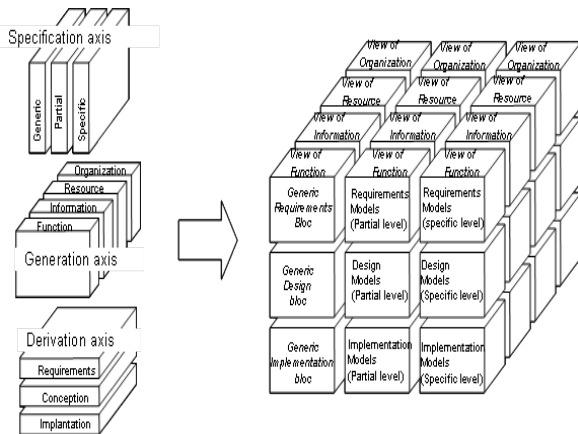 Specification axis
Generic
Partial
Specific
Organization
Resource
Information
Function
Generation axis
Derivation axis
Requirements
Conception
Implantation
View of
Organization
View of
Organization
View of
Organization
View of
Resource
View of
Resource
View of
Resource
View of
Information
View of
Information
View of
Information
View of
Function
View of
Function
View of
Function
Generic
Requirements
Bloc
Requirements
Models
(Partial level)
Requirements
Models
(specific level)
Generic
Design
bloc
Design
Models
(Partial level)
Design
Models
(Specific level)
Generic
Implementation
bloc
Implementation
Models
(Partial level)
Implementation
Models
(Specific level)